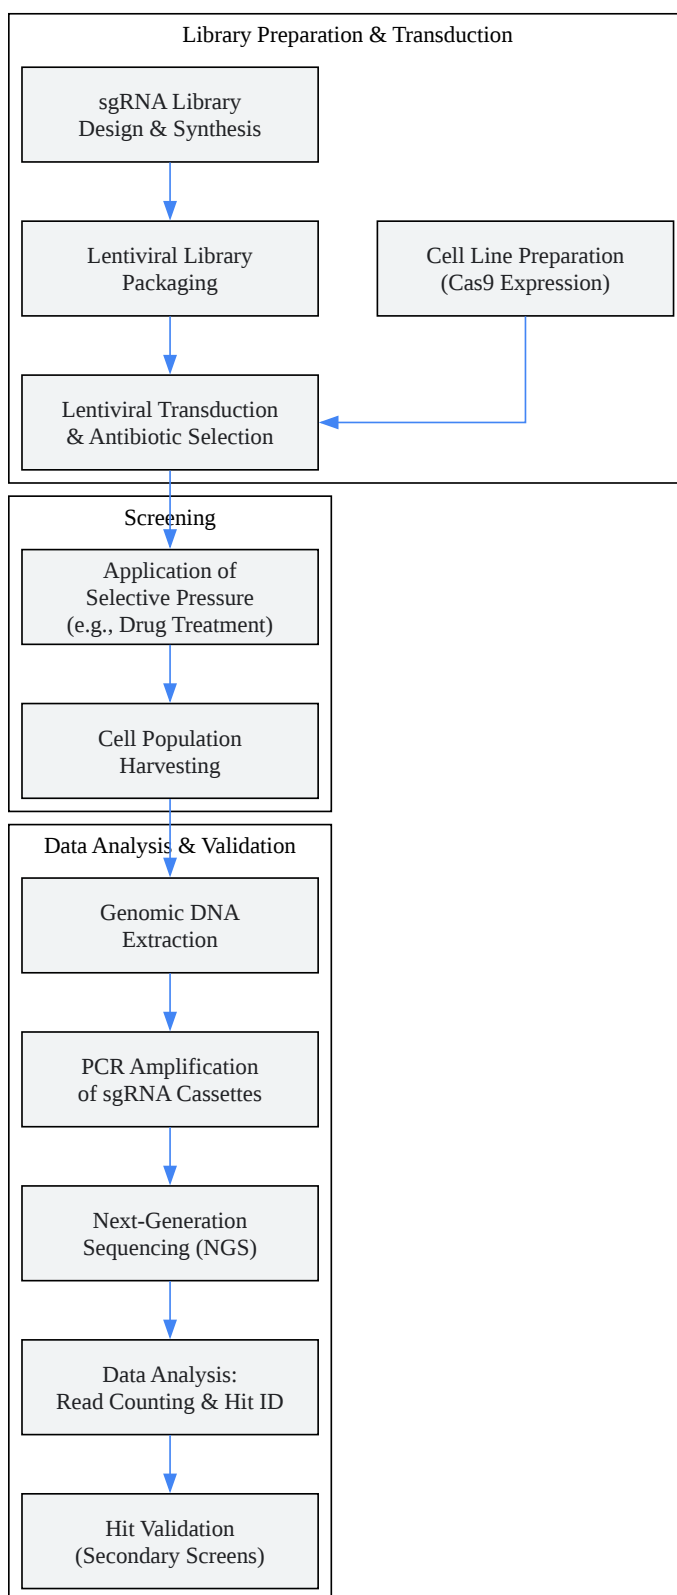 Library Preparation & Transduction
sgRNA Library
Design & Synthesis
Lentiviral Library
Packaging
Cell Line Preparation
(Cas9 Expression)
Lentiviral Transduction
& Antibiotic Selection
Screening
Application of
Selective Pressure
(e.g., Drug Treatment)
Cell Population
Harvesting
Data Analysis & Validation
Genomic DNA
Extraction
PCR Amplification
of sgRNA Cassettes
Next-Generation
Sequencing (NGS)
Data Analysis:
Read Counting & Hit ID
Hit Validation
(Secondary Screens)